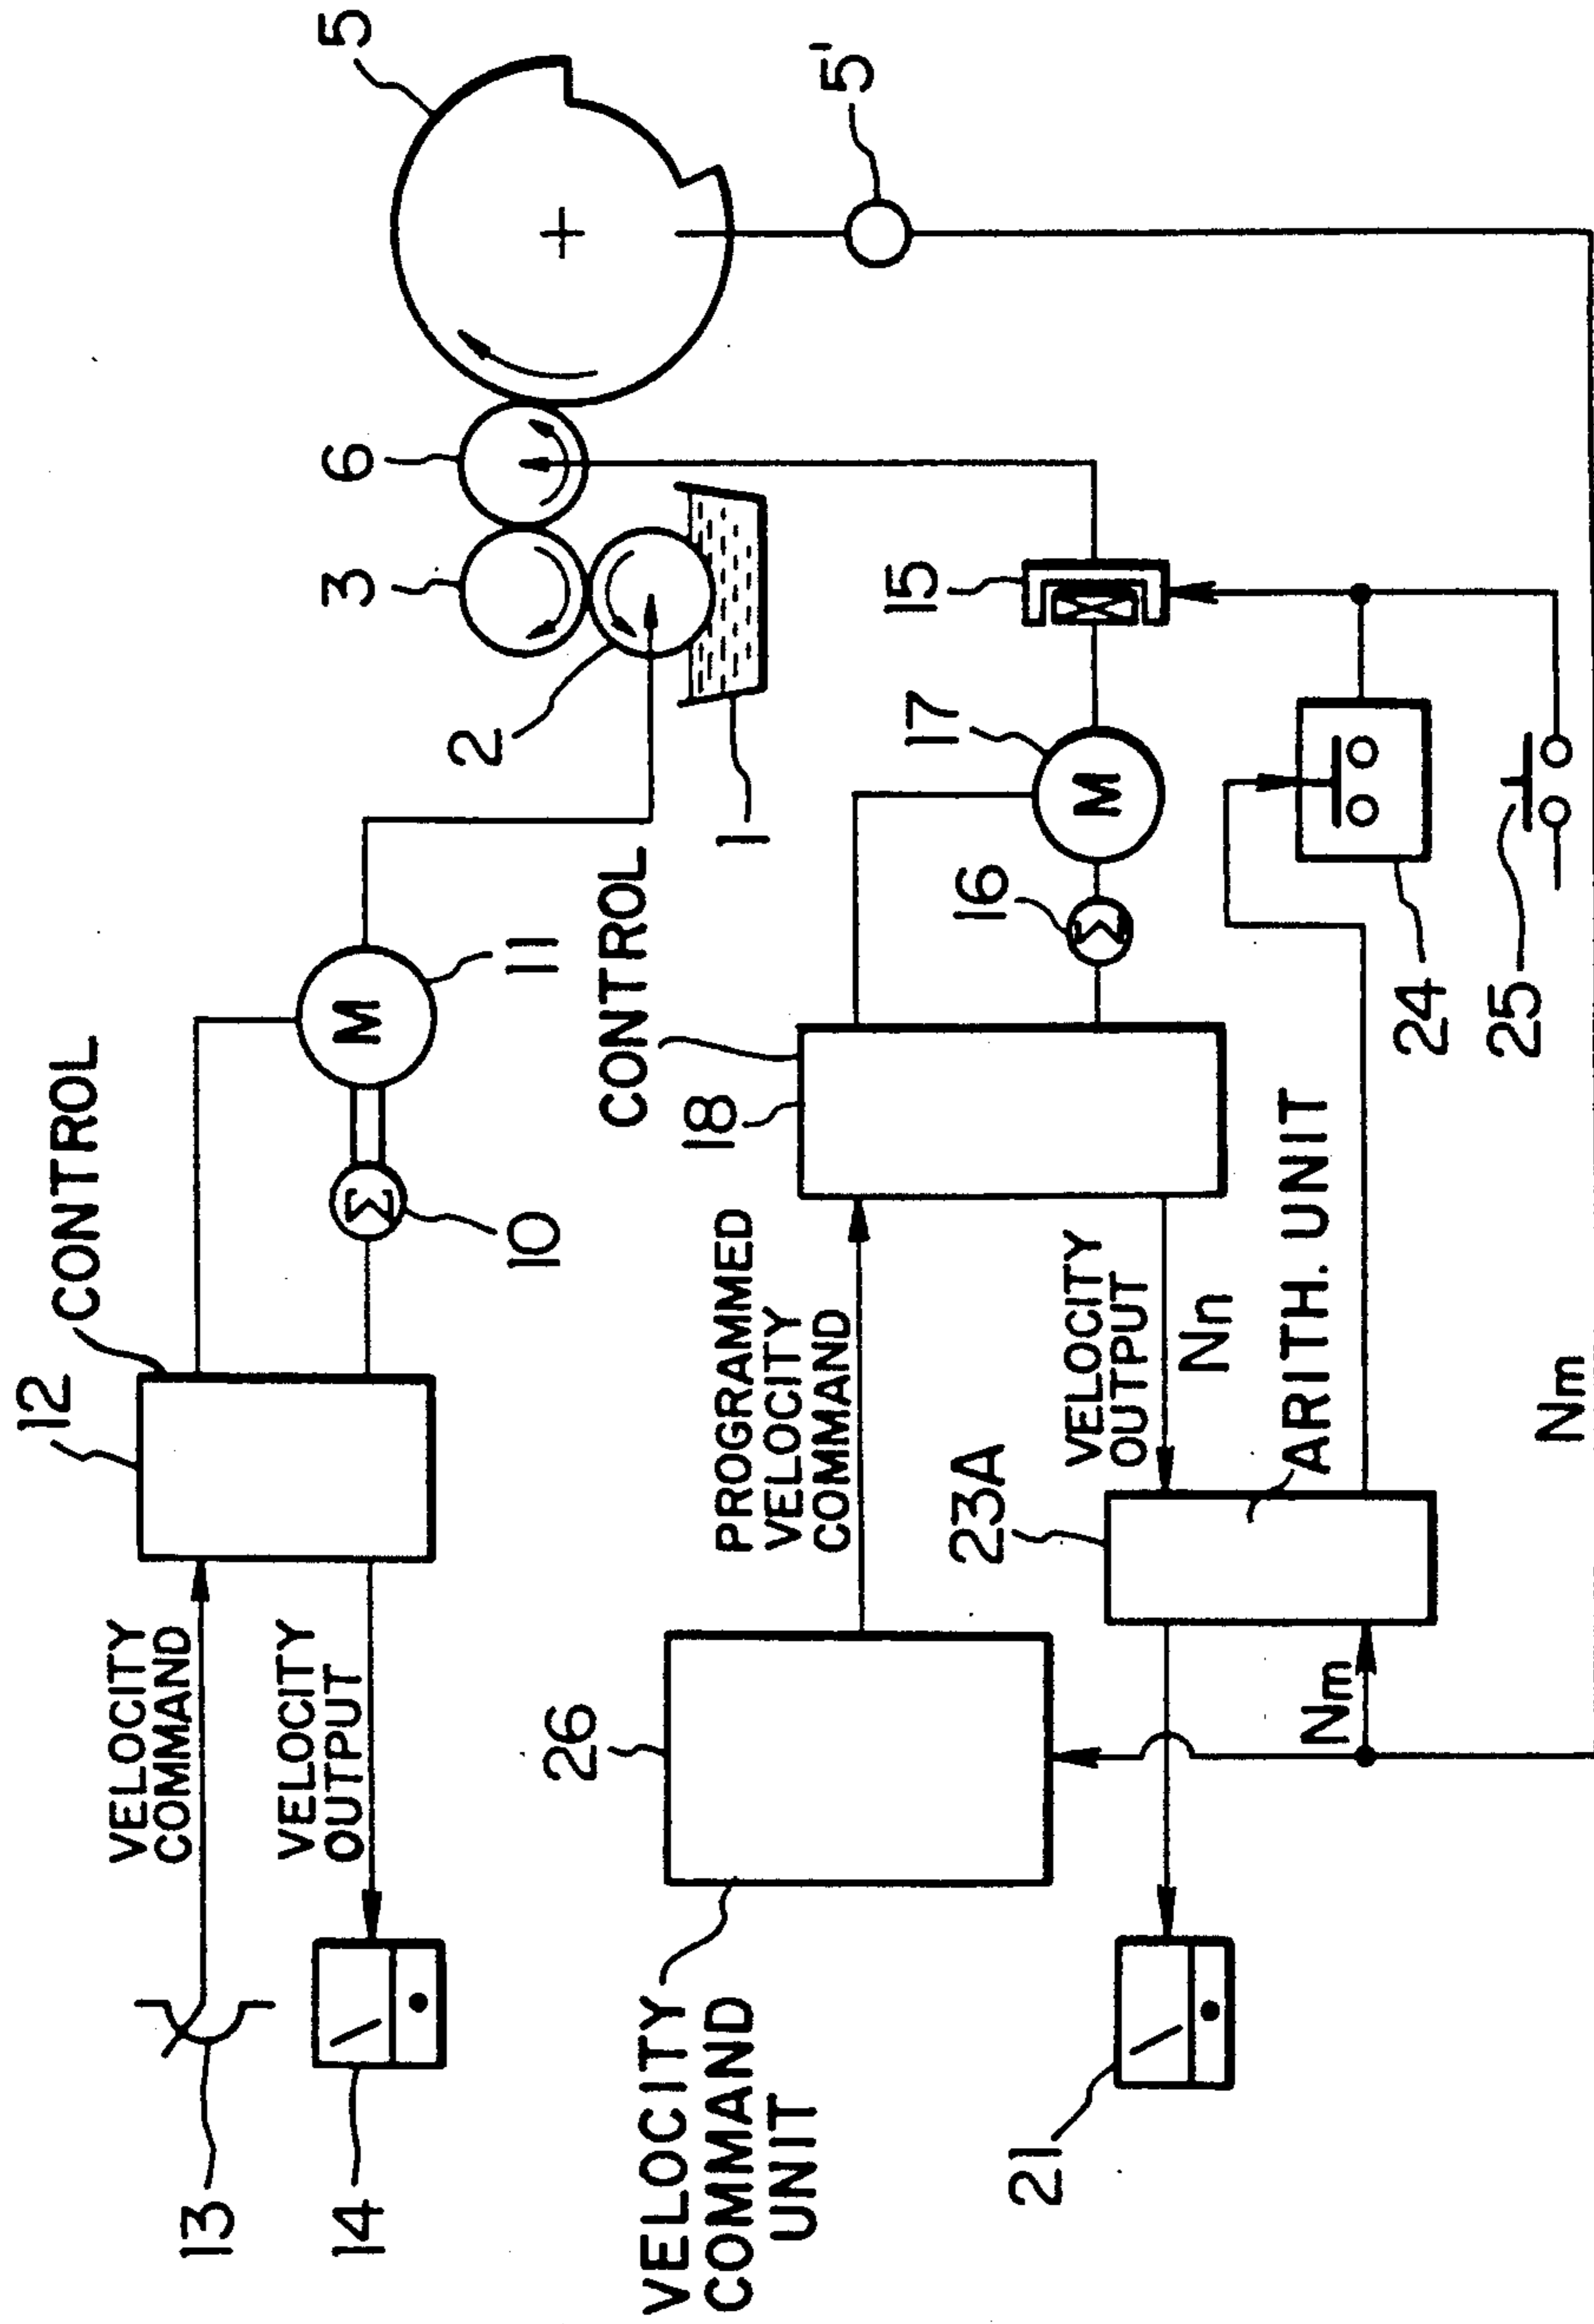 12
CONTROL
VELOCITY
COMMAND
13
VELOCITY
OUTPUT
14
M
11
Σ
10
5
6
3
2
1
5'
VELOCITY
COMMAND
UNIT
26
PROGRAMMED
VELOCITY
COMMAND
CONTROL
18
17
M
16
Σ
15
VELOCITY
OUTPUT
Nn
23A
ARITH. UNIT
21
24
25
Nm
Nm